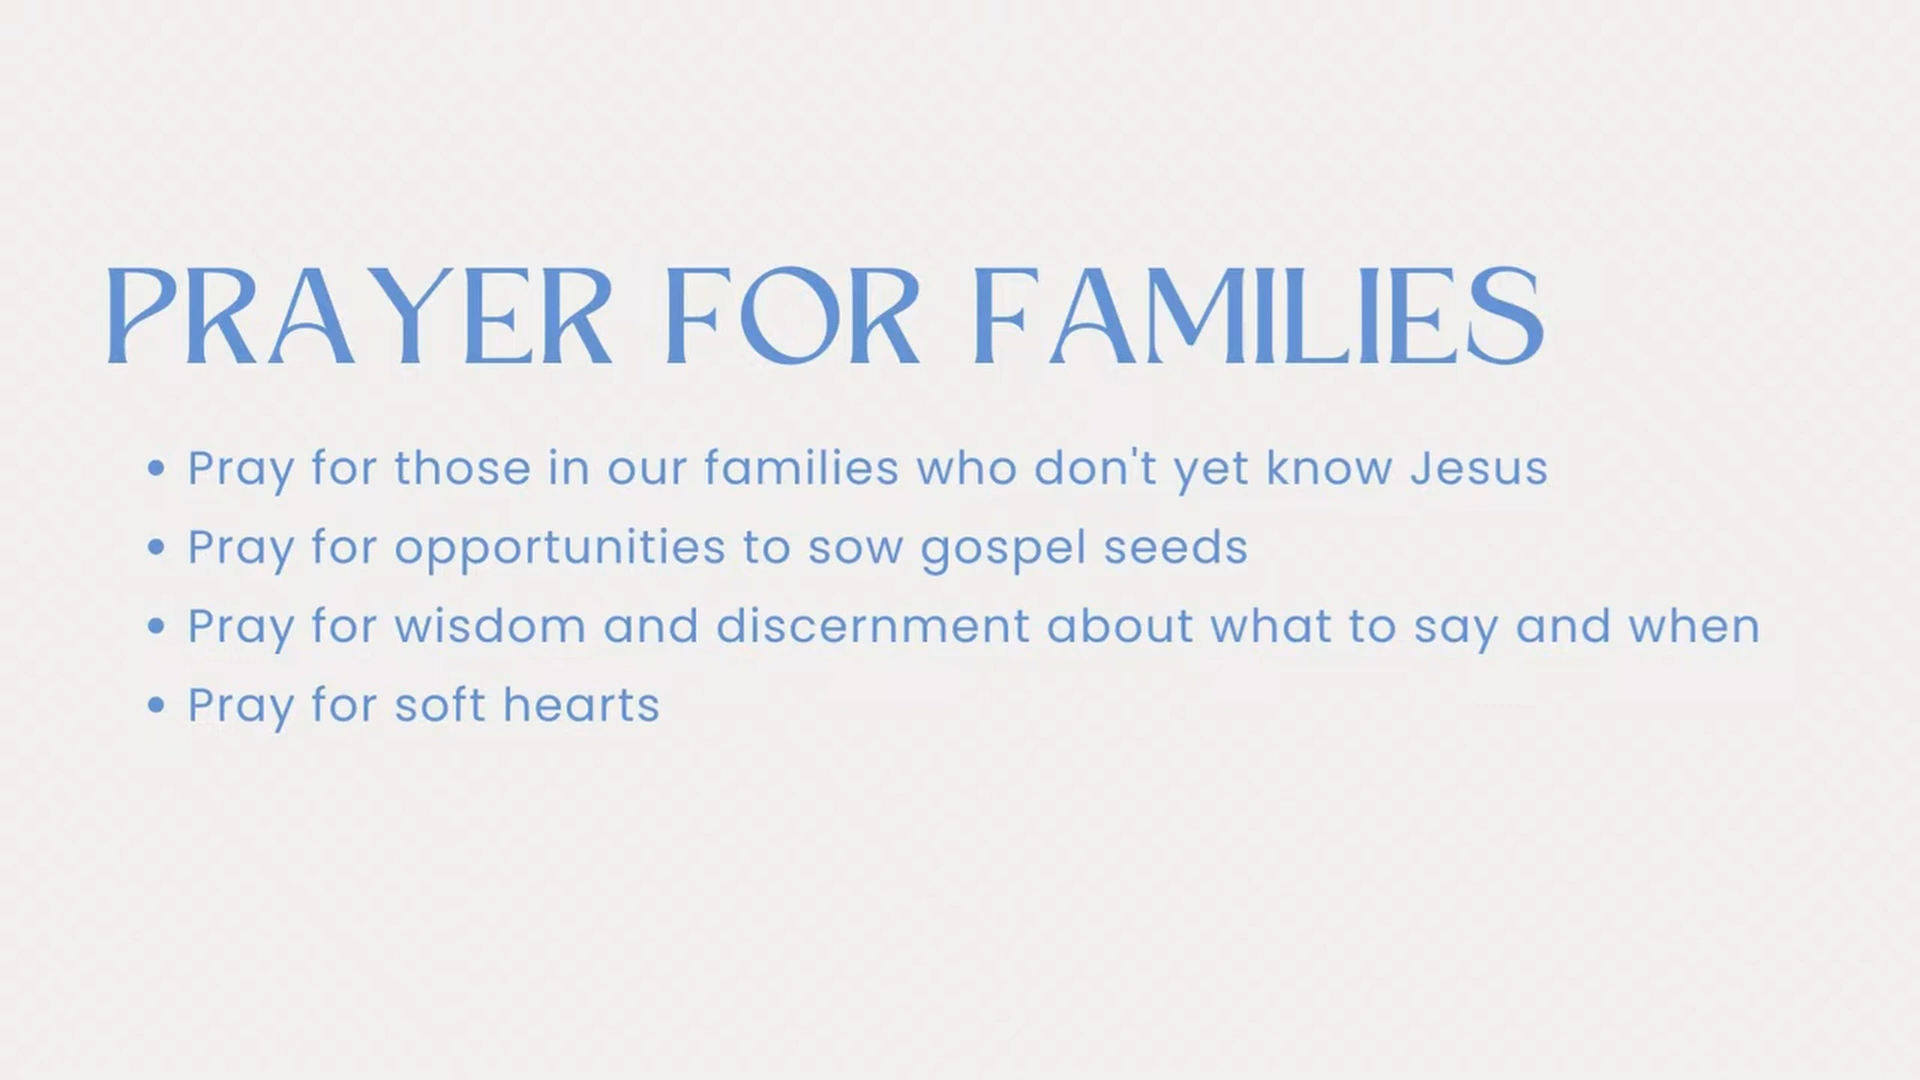 PRAYER FOR FAMILIES
• Pray for those in our families who don't yet know Jesus
• Pray for opportunities to sow gospel seeds
• Pray for wisdom and discernment about what to say and when
• Pray for soft hearts